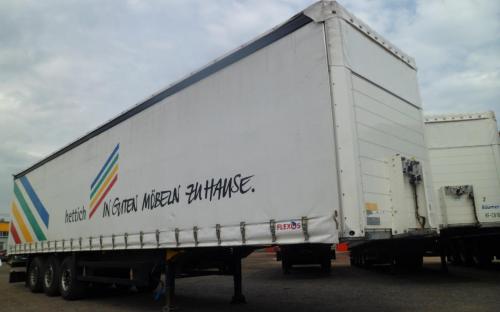 hettich
IN GUTEN MÖBELN ZU HAUSE.
FLEXOS